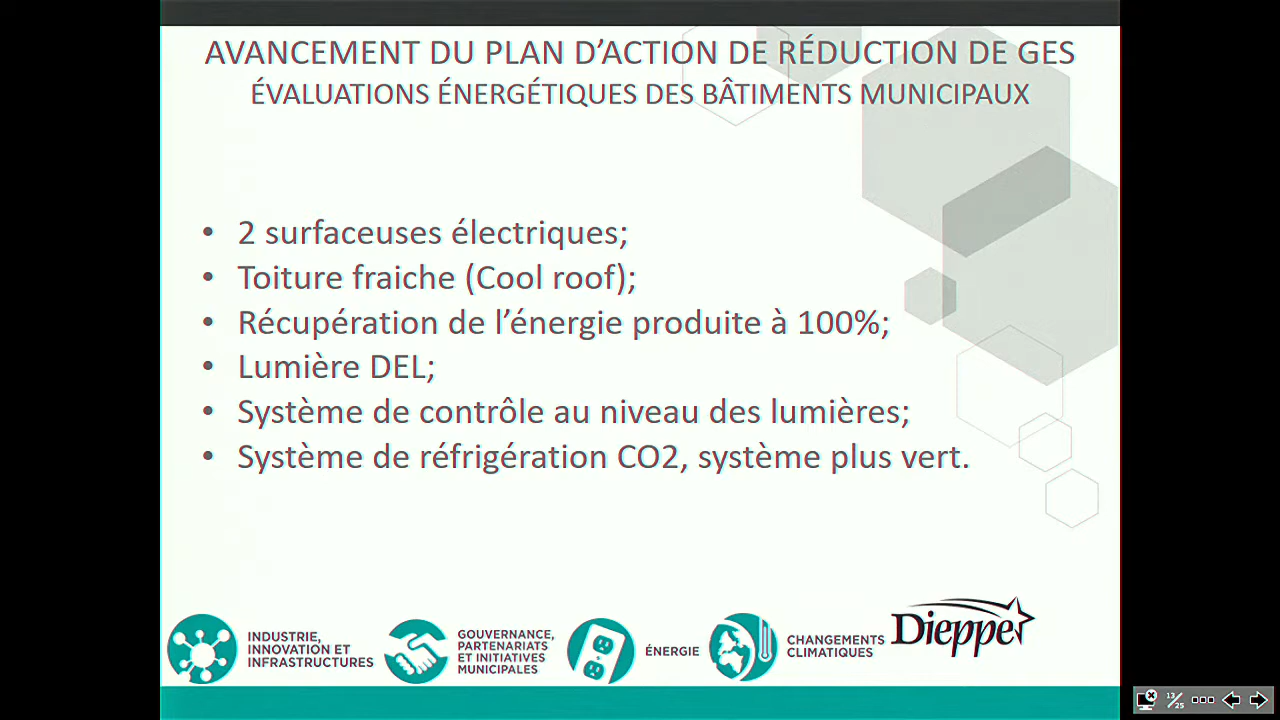 AVANCEMENT DU PLAN D'ACTION DE RÉDUCTION DE GES
ÉVALUATIONS ÉNERGÉTIQUES DES BÂTIMENTS MUNICIPAUX
• 2 surfaceuses électriques;
• Toiture fraiche (Cool roof);
• Récupération de l'énergie produite à 100%;
• Lumière DEL;
• Système de contrôle au niveau des lumières;
• Système de réfrigération CO2, système plus vert.
INDUSTRIE,
INNOVATION ET
INFRASTRUCTURES
GOUVERNANCE,
PARTENARIATS
ET INITIATIVES
MUNICIPALES
ÉNERGIE
CHANGEMENTS
CLIMATIQUES
Dieppe
13/25